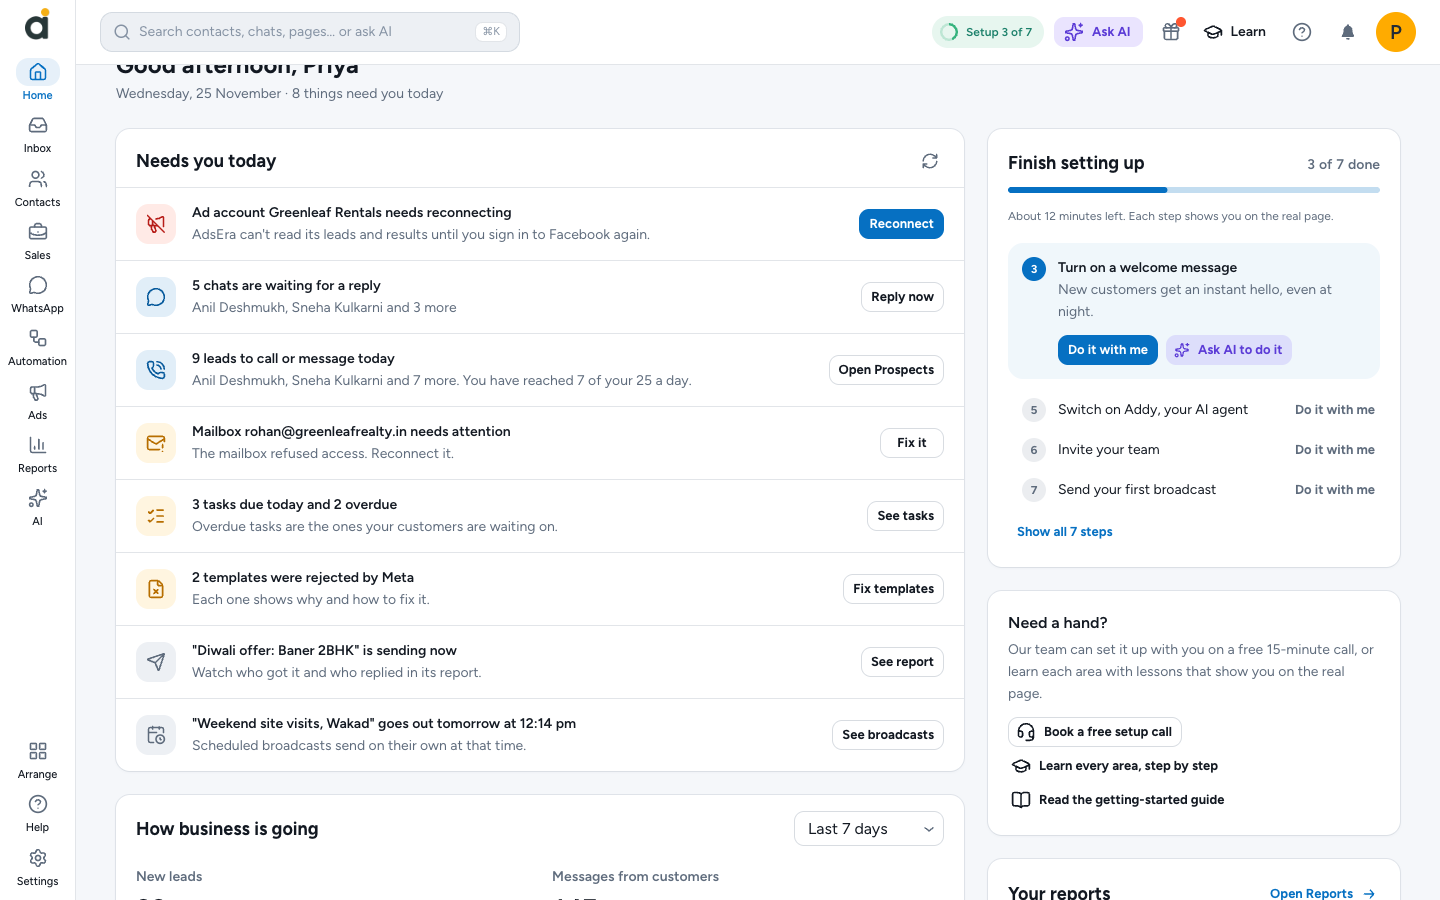 Search contacts, chats, pages... or ask AI
⌘K
Setup 3 of 7
Ask AI
Learn
P
Home
Inbox
Contacts
Sales
WhatsApp
Automation
Ads
Reports
AI
Arrange
Help
Settings
Good afternoon, Priya
Wednesday, 25 November · 8 things need you today
Needs you today
Ad account Greenleaf Rentals needs reconnecting
AdsEra can't read its leads and results until you sign in to Facebook again.
Reconnect
5 chats are waiting for a reply
Anil Deshmukh, Sneha Kulkarni and 3 more
Reply now
9 leads to call or message today
Anil Deshmukh, Sneha Kulkarni and 7 more. You have reached 7 of your 25 a day.
Open Prospects
Mailbox rohan@greenleafrealty.in needs attention
The mailbox refused access. Reconnect it.
Fix it
3 tasks due today and 2 overdue
Overdue tasks are the ones your customers are waiting on.
See tasks
2 templates were rejected by Meta
Each one shows why and how to fix it.
Fix templates
"Diwali offer: Baner 2BHK" is sending now
Watch who got it and who replied in its report.
See report
"Weekend site visits, Wakad" goes out tomorrow at 12:14 pm
Scheduled broadcasts send on their own at that time.
See broadcasts
How business is going
Last 7 days
New leads
Messages from customers
Finish setting up
3 of 7 done
About 12 minutes left. Each step shows you on the real page.
3
Turn on a welcome message
New customers get an instant hello, even at
night.
Do it with me
Ask AI to do it
5
Switch on Addy, your AI agent
Do it with me
6
Invite your team
Do it with me
7
Send your first broadcast
Do it with me
Show all 7 steps
Need a hand?
Our team can set it up with you on a free 15-minute call, or
learn each area with lessons that show you on the real
page.
Book a free setup call
Learn every area, step by step
Read the getting-started guide
Your reports
Open Reports